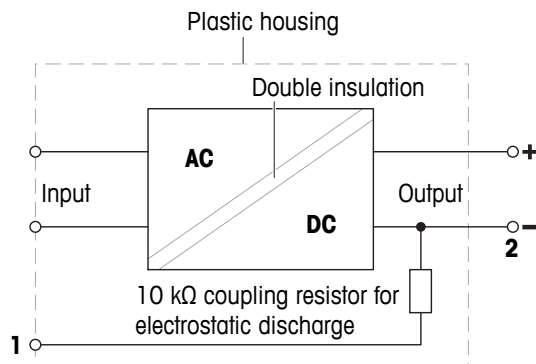 Plastic housing
Double insulation
AC
+
Input
Output
DC
−
2
10 kΩ coupling resistor for
electrostatic discharge
1